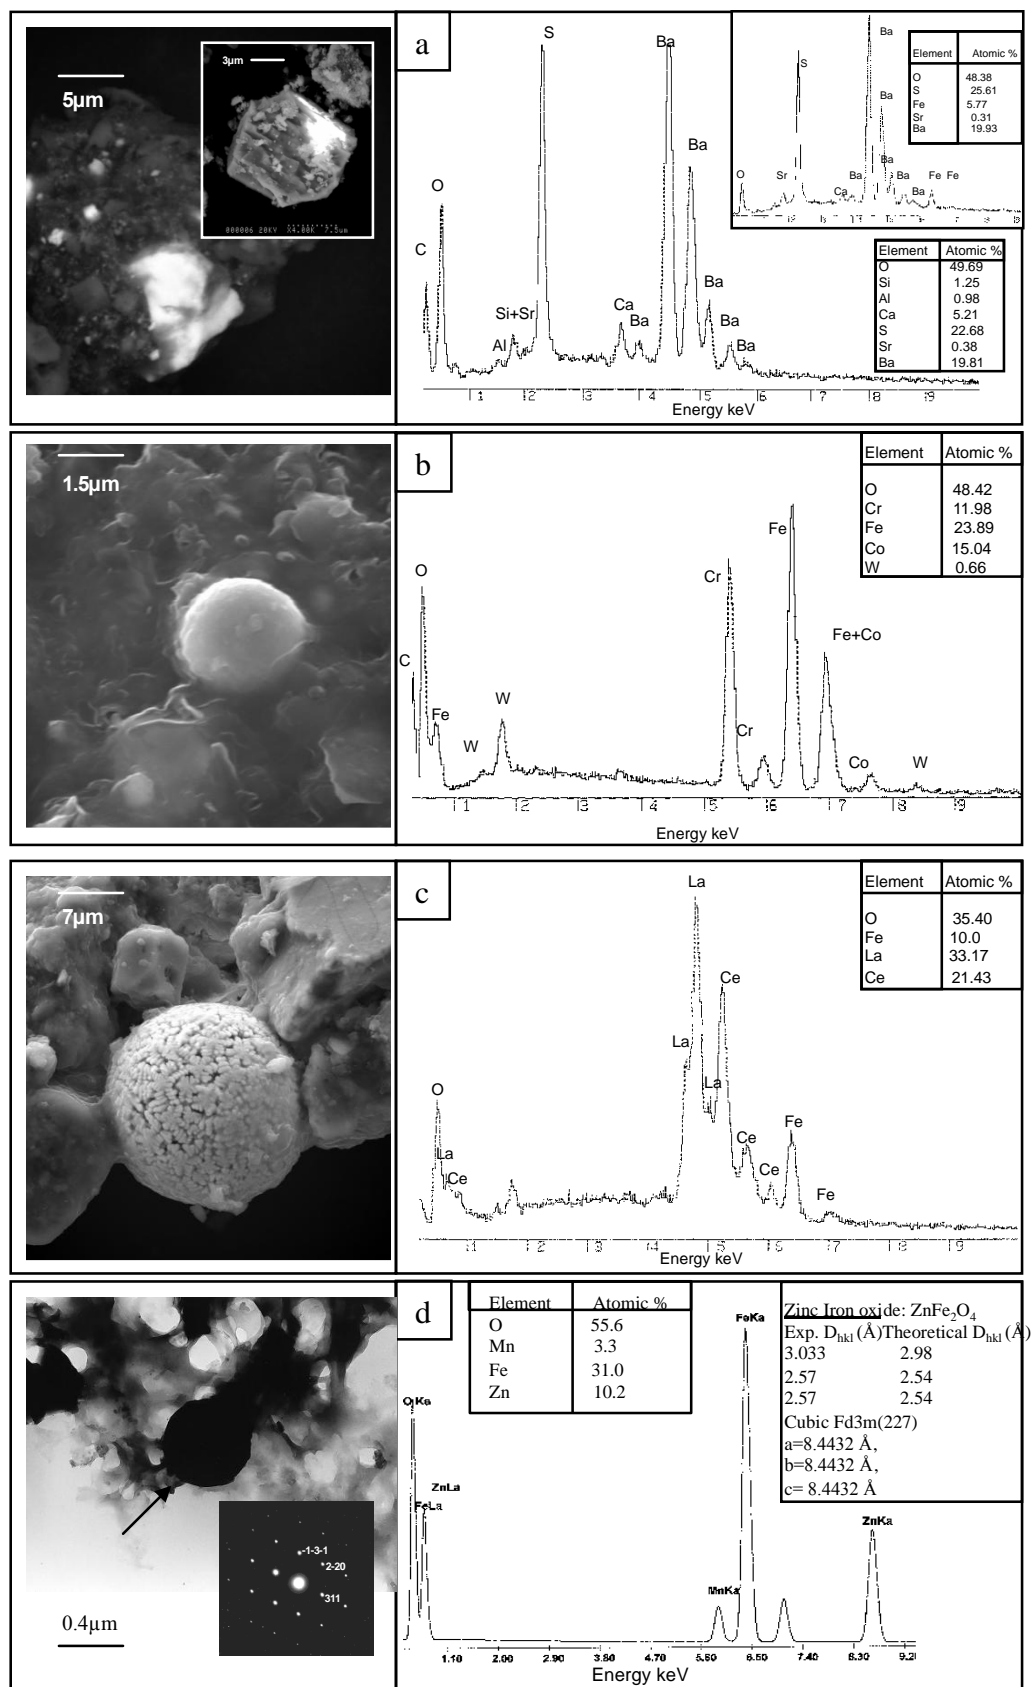 5µm
3µm
000006 20KV X4.00K 7.5um
a
S
Ba
Ba
O
C
Si+Sr
Al
Ca
Ba
Ba
Ba
Ba
1 2 3 4 5 6 7 8 9
Energy keV
Ba
S
Ba
Ba
O
Sr
Ca
Ba
Ba
Ba
Fe Fe
Element Atomic %
O 48.38
S 25.61
Fe 5.77
Sr 0.31
Ba 19.93
Element Atomic %
O 49.69
Si 1.25
Al 0.98
Ca 5.21
S 22.68
Sr 0.38
Ba 19.81
1.5µm
b
Element Atomic %
O 48.42
Cr 11.98
Fe 23.89
Co 15.04
W 0.66
Fe
O
Cr
Fe+Co
C
W
Fe
W
Cr
Co
W
1 2 3 4 5 6 7 8 9
Energy keV
7µm
c
La
Element Atomic %
O 35.40
Fe 10.0
La 33.17
Ce 21.43
Ce
La
La
O
Fe
Ce
La
Ce
Ce
Fe
1 2 3 4 5 6 7 8 9
Energy keV
d
Element Atomic %
O 55.6
Mn 3.3
Fe 31.0
Zn 10.2
FeKa
Zinc Iron oxide: ZnFe2O4
Exp. Dhkl (Å)Theoretical Dhkl (Å)
3.033 2.98
2.57 2.54
2.57 2.54
Cubic Fd3m(227)
a=8.4432 Å,
b=8.4432 Å,
c= 8.4432 Å
O Ka
ZnLa
FeLa
ZnKa
MnKa
-1-3-1
2-20
311
0.4µm
1.10 2.00 2.90 3.80 4.70 5.60 6.50 7.40 8.30 9.20
Energy keV